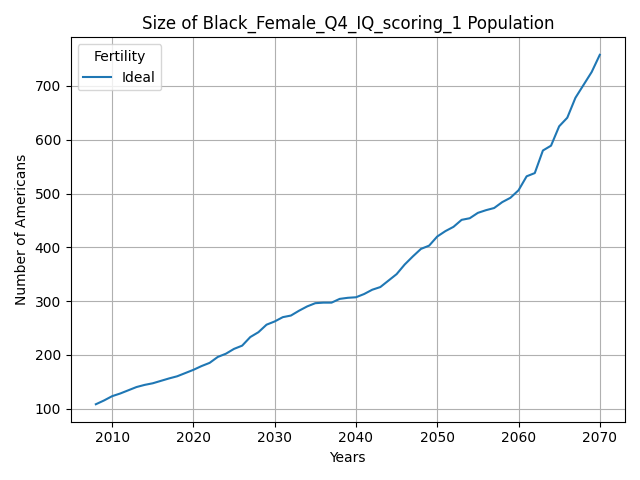 Size of Black_Female_Q4_IQ_scoring_1 Population
Fertility
Ideal
Number of Americans
700
600
500
400
300
200
100
2010 2020 2030 2040 2050 2060 2070
Years